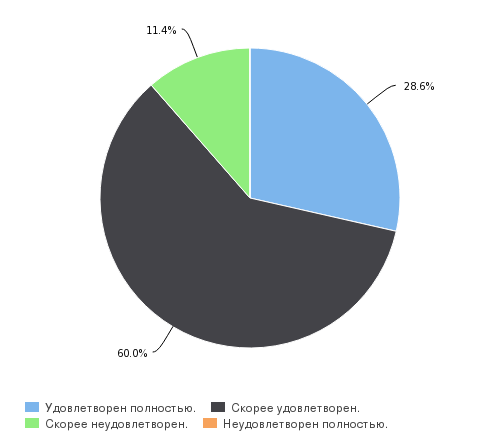 11.4%
28.6%
60.0%
Удовлетворен полностью. Скорее удовлетворен.
Скорее неудовлетворен. Неудовлетворен полностью.